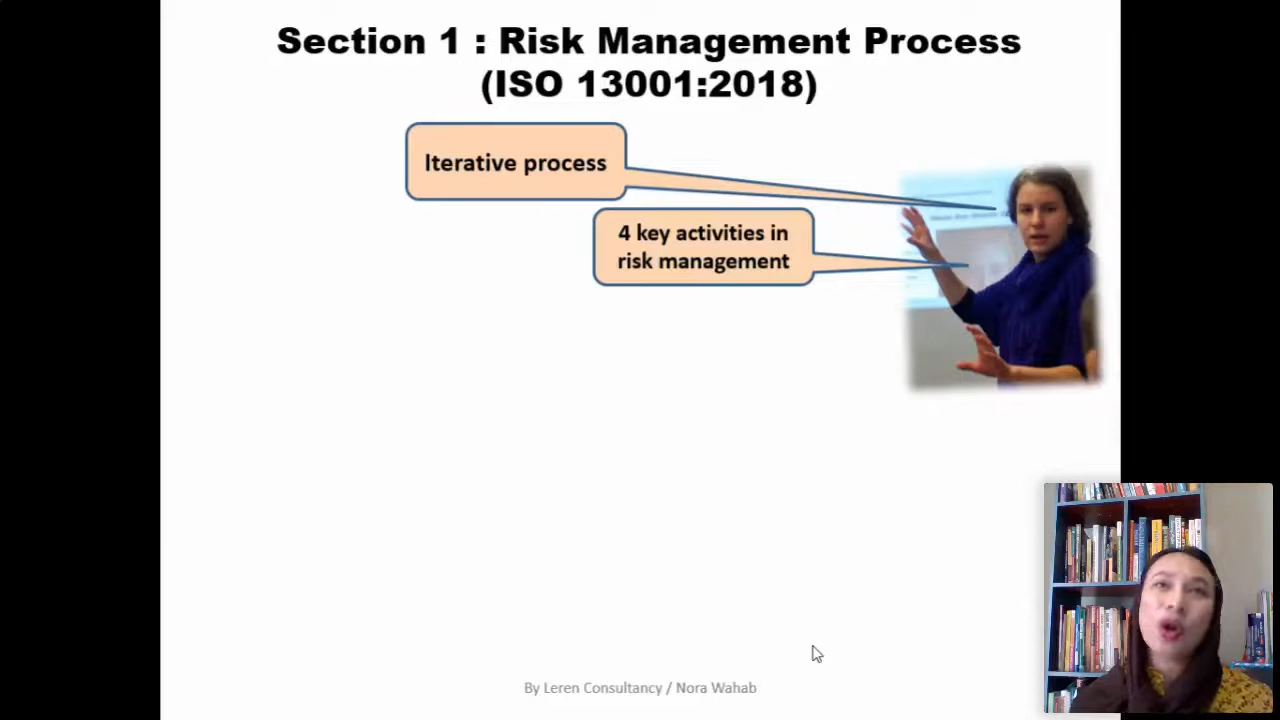 Section 1 : Risk Management Process
(ISO 13001:2018)
Iterative process
4 key activities in
risk management
By Leren Consultancy / Nora Wahab